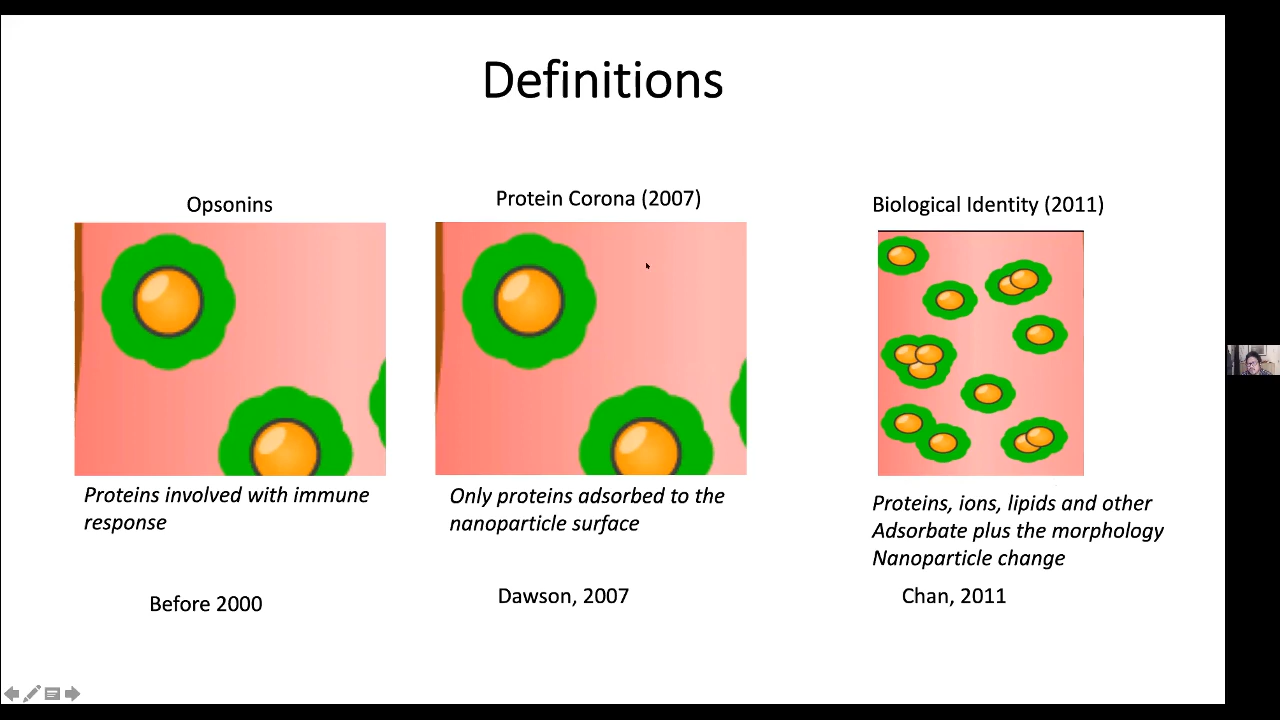 Definitions
Opsonins
Protein Corona (2007)
Biological Identity (2011)
Proteins involved with immune
response
Only proteins adsorbed to the
nanoparticle surface
Proteins, ions, lipids and other
Adsorbate plus the morphology
Nanoparticle change
Before 2000
Dawson, 2007
Chan, 2011